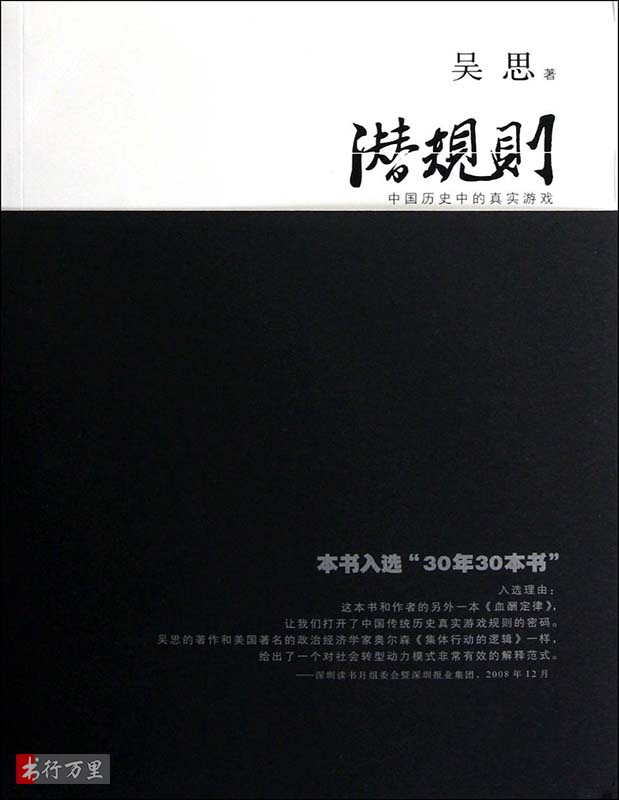 吴思 著
潜規則
中国历史中的真实游戏
本书入选“30年30本书”
入选理由：
这本书和作者的另外一本《血酬定律》，
让我们打开了中国传统历史真实游戏规则的密码。
吴思的著作和美国著名的政治经济学家奥尔森《集体行动的逻辑》一样，
给出了一个对社会转型动力模式非常有效的解释范式。
——深圳读书月组委会暨深圳报业集团、2008年12月
书行万里